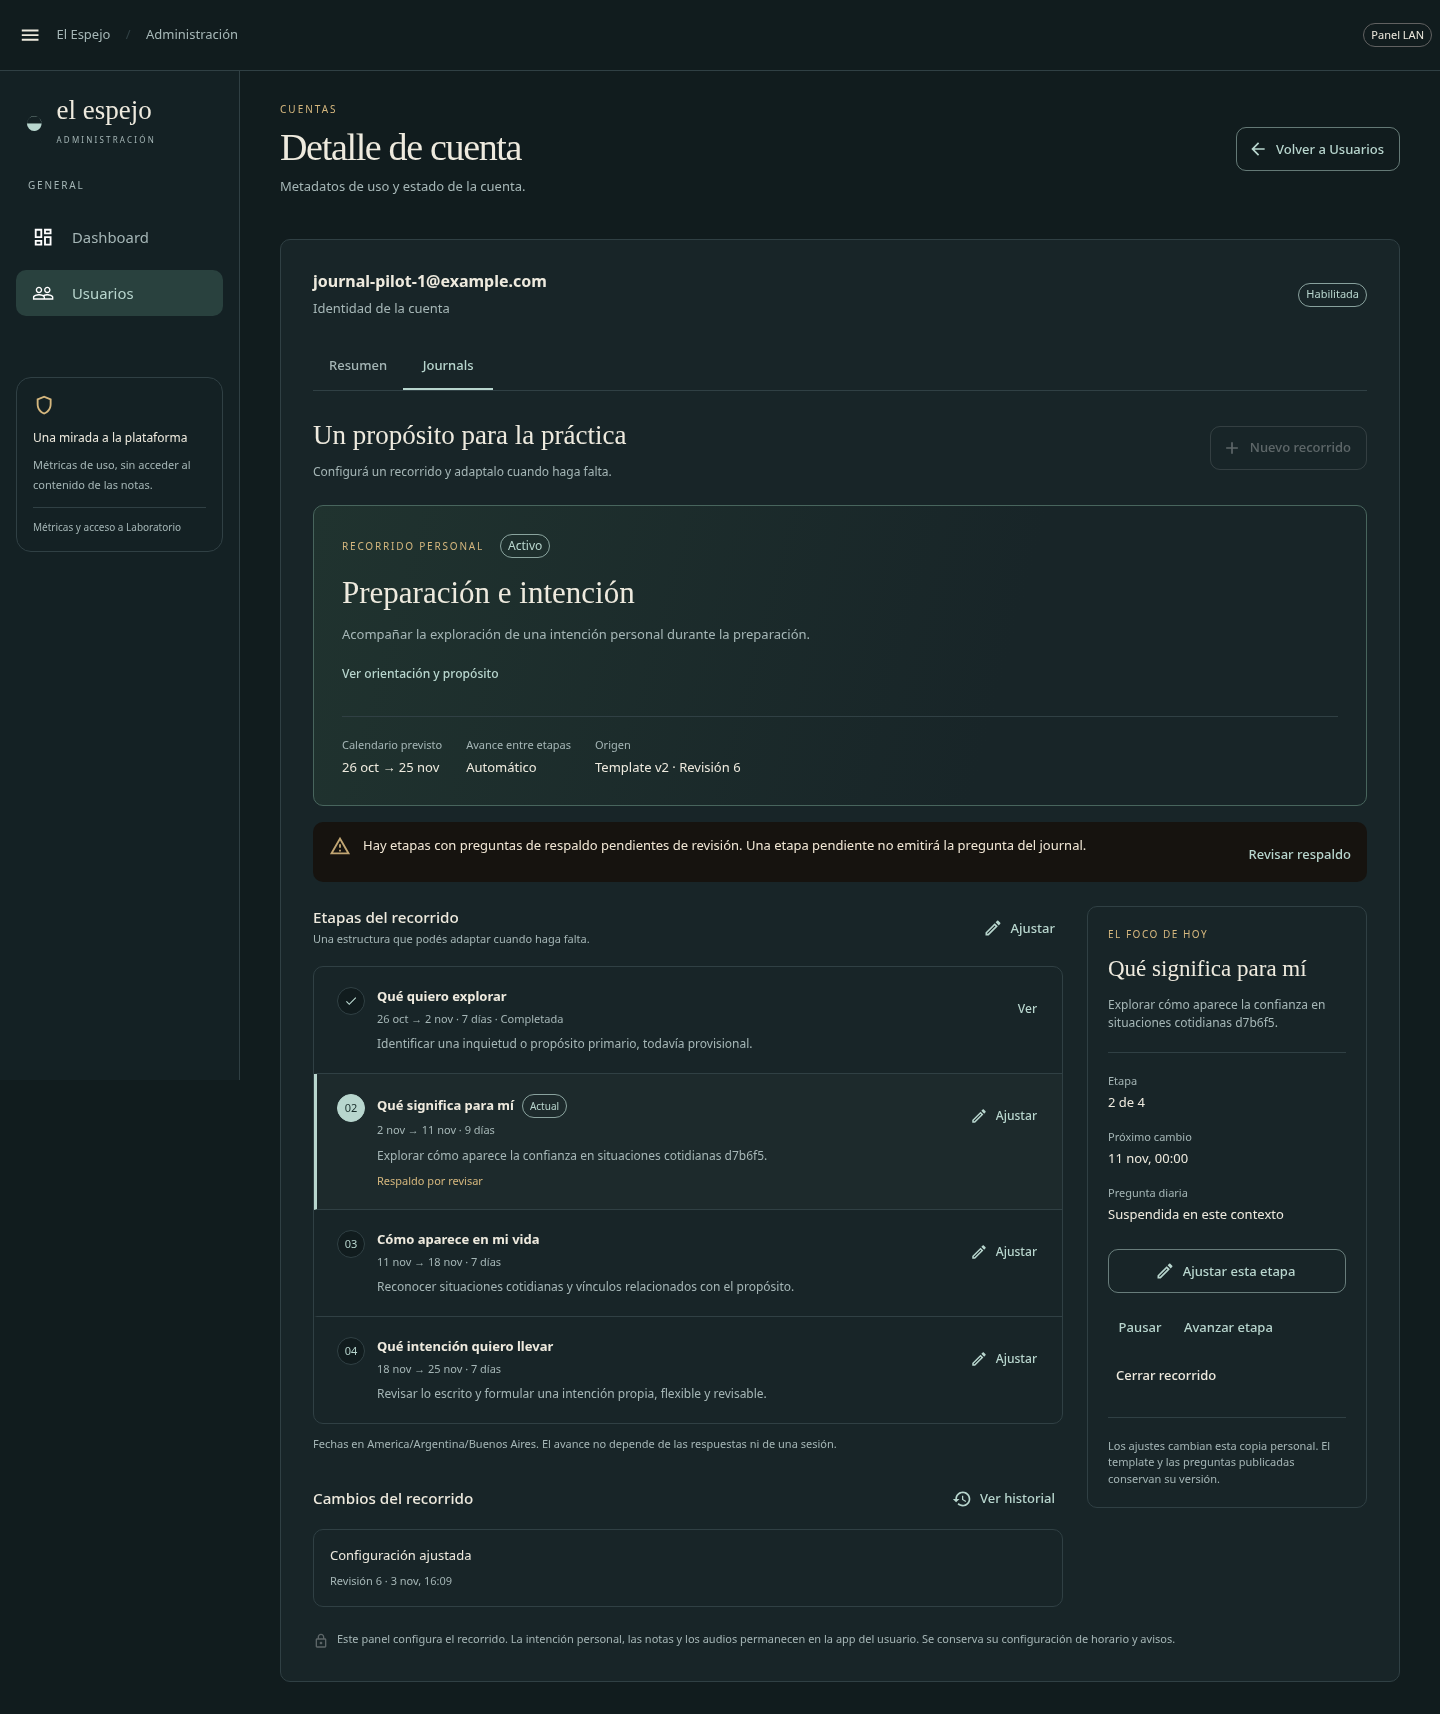 El Espejo / Administración
Panel LAN
el espejo
ADMINISTRACIÓN
GENERAL
Dashboard
Usuarios
Una mirada a la plataforma
Métricas de uso, sin acceder al
contenido de las notas.
Métricas y acceso a Laboratorio
CUENTAS
Detalle de cuenta
Metadatos de uso y estado de la cuenta.
Volver a Usuarios
journal-pilot-1@example.com
Identidad de la cuenta
Habilitada
Resumen
Journals
Un propósito para la práctica
Configurá un recorrido y adaptalo cuando haga falta.
Nuevo recorrido
RECORRIDO PERSONAL
Activo
Preparación e intención
Acompañar la exploración de una intención personal durante la preparación.
Ver orientación y propósito
Calendario previsto
26 oct → 25 nov
Avance entre etapas
Automático
Origen
Template v2 · Revisión 6
Hay etapas con preguntas de respaldo pendientes de revisión. Una etapa pendiente no emitirá la pregunta del journal.
Revisar respaldo
Etapas del recorrido
Una estructura que podés adaptar cuando haga falta.
Ajustar
Qué quiero explorar
26 oct → 2 nov · 7 días · Completada
Identificar una inquietud o propósito primario, todavía provisional.
Ver
02
Qué significa para mí
Actual
2 nov → 11 nov · 9 días
Explorar cómo aparece la confianza en situaciones cotidianas d7b6f5.
Respaldo por revisar
Ajustar
03
Cómo aparece en mi vida
11 nov → 18 nov · 7 días
Reconocer situaciones cotidianas y vínculos relacionados con el propósito.
Ajustar
04
Qué intención quiero llevar
18 nov → 25 nov · 7 días
Revisar lo escrito y formular una intención propia, flexible y revisable.
Ajustar
Fechas en America/Argentina/Buenos Aires. El avance no depende de las respuestas ni de una sesión.
Cambios del recorrido
Ver historial
Configuración ajustada
Revisión 6 · 3 nov, 16:09
EL FOCO DE HOY
Qué significa para mí
Explorar cómo aparece la confianza en
situaciones cotidianas d7b6f5.
Etapa
2 de 4
Próximo cambio
11 nov, 00:00
Pregunta diaria
Suspendida en este contexto
Ajustar esta etapa
Pausar
Avanzar etapa
Cerrar recorrido
Los ajustes cambian esta copia personal. El
template y las preguntas publicadas
conservan su versión.
Este panel configura el recorrido. La intención personal, las notas y los audios permanecen en la app del usuario. Se conserva su configuración de horario y avisos.